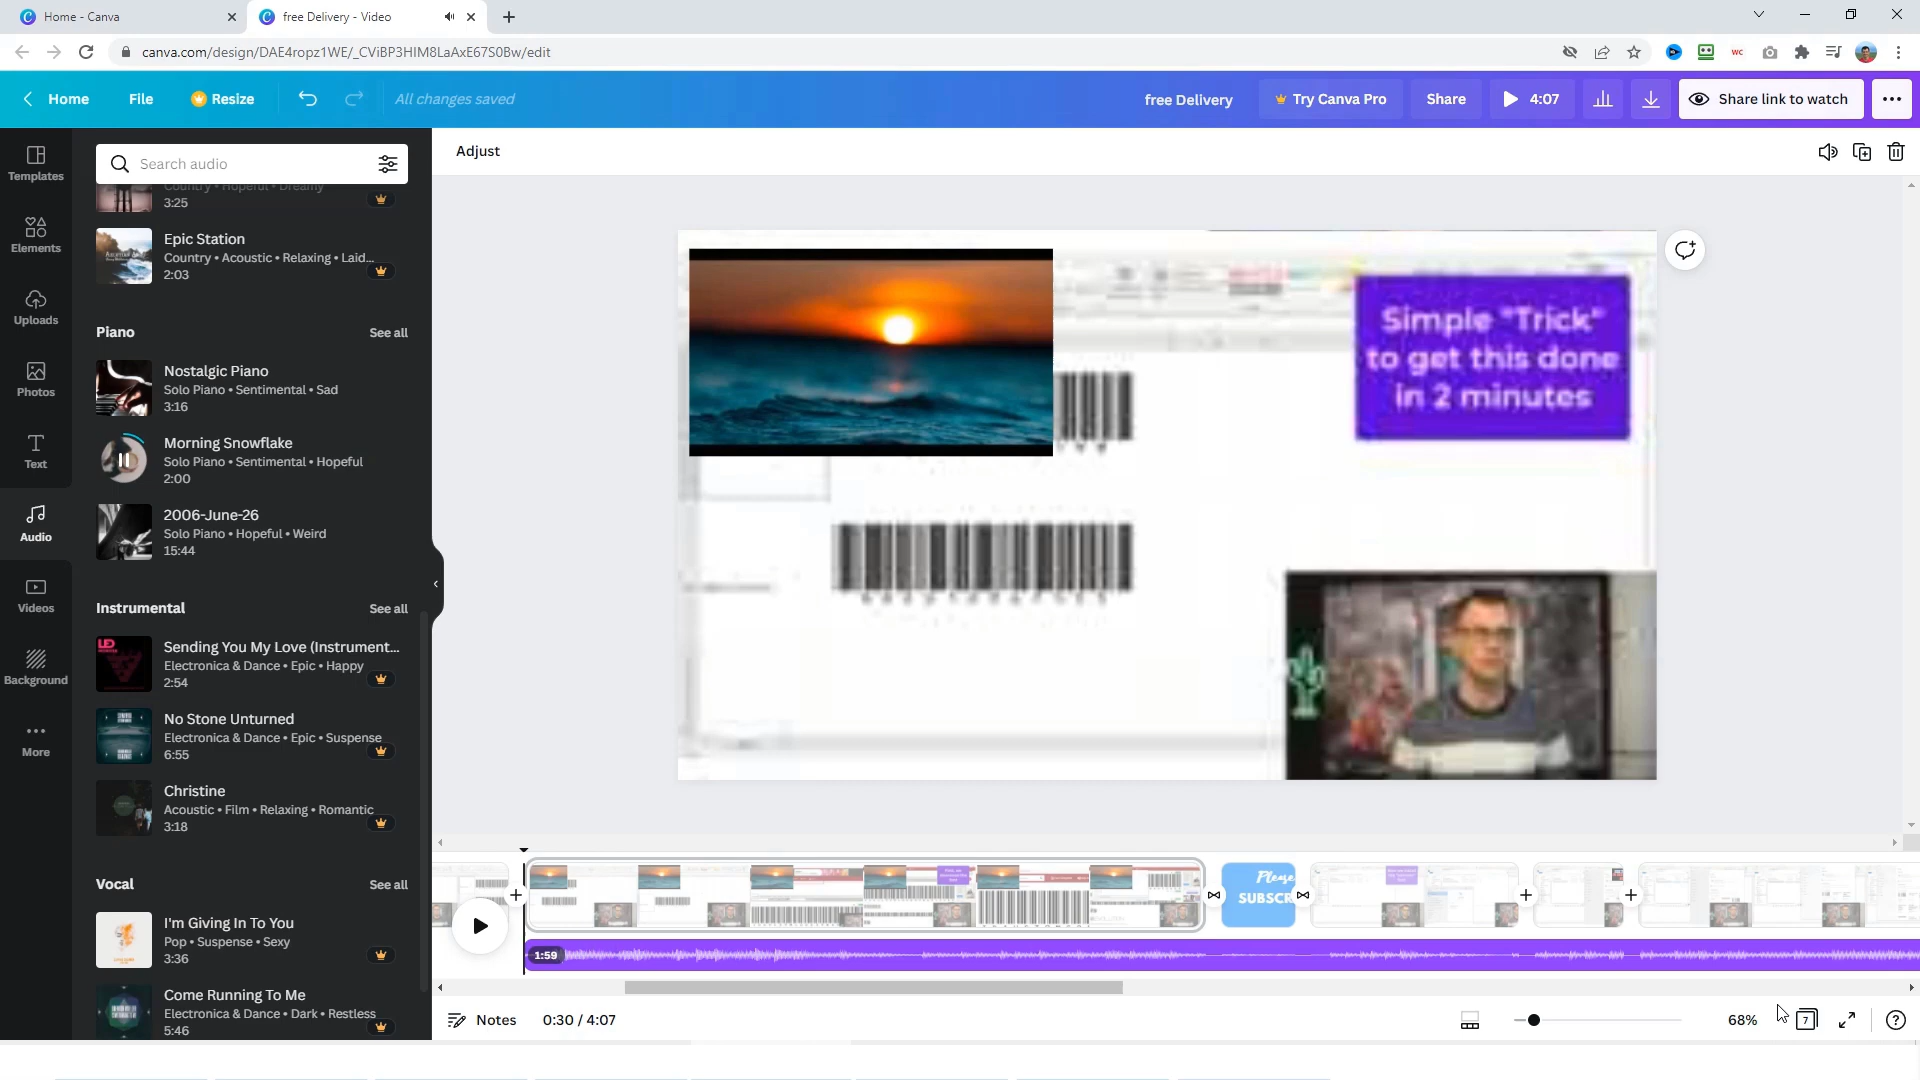 Home - Canva
free Delivery - Video
canva.com/design/DAE4ropz1WE/_CViBP3HIM8LaAxE67S0Bw/edit
WC
Home
File
Resize
All changes saved
free Delivery
Try Canva Pro
Share
4:07
Share link to watch
Templates
Elements
Uploads
Photos
Text
Audio
Videos
Background
More
Search audio
Country • Hopeful • Dreamy
3:25
Epic Station
Country • Acoustic • Relaxing • Laid...
2:03
Piano
See all
Nostalgic Piano
Solo Piano • Sentimental • Sad
3:16
Morning Snowflake
Solo Piano • Sentimental • Hopeful
2:00
2006-June-26
Solo Piano • Hopeful • Weird
15:44
Instrumental
See all
Sending You My Love (Instrument...
Electronica & Dance • Epic • Happy
2:54
No Stone Unturned
Electronica & Dance • Epic • Suspense
6:55
Christine
Acoustic • Film • Relaxing • Romantic
3:18
Vocal
See all
I'm Giving In To You
Pop • Suspense • Sexy
3:36
Come Running To Me
Electronica & Dance • Dark • Restless
5:46
Adjust
Simple "Trick"
to get this done
in 2 minutes
Please
SUBSCR
1:59
Notes
0:30 / 4:07
68%
7